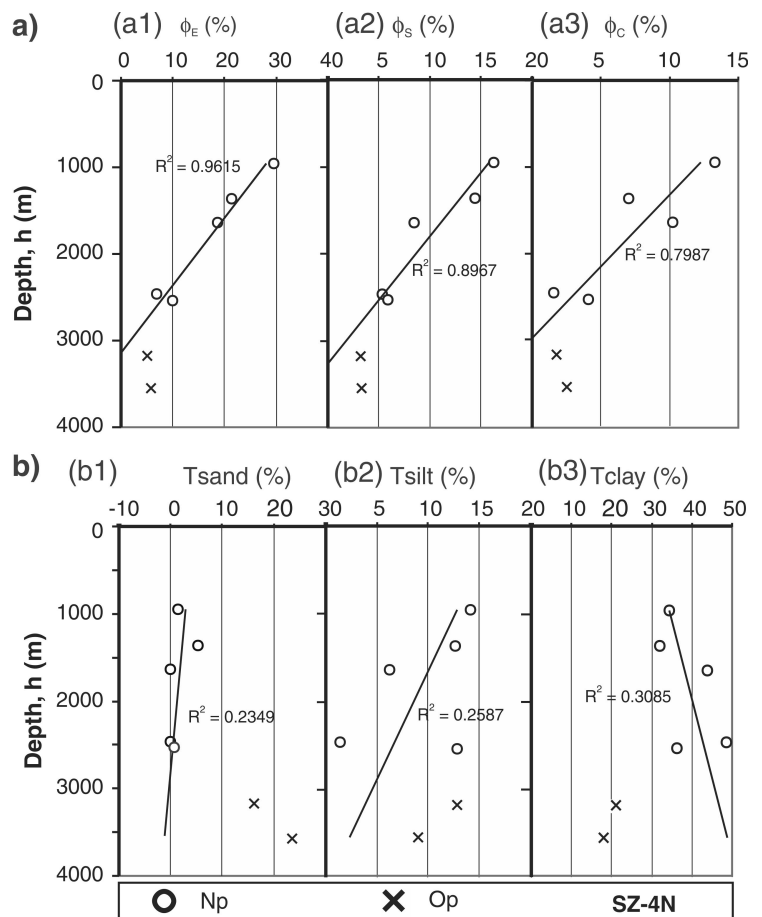 a) (a1) ϕE (%) (a2) ϕS (%) (a3) ϕC (%)
0 10 20 30 40 5 10 15 20 5 10 15
0
1000
2000
3000
4000
Depth, h (m)
R² = 0.9615
R² = 0.8967
R² = 0.7987
b) (b1) Tsand (%) (b2) Tsilt (%) (b3) Tclay (%)
-10 0 10 20 30 5 10 15 20 10 20 30 40 50
0
1000
2000
3000
4000
Depth, h (m)
R² = 0.2349
R² = 0.2587
R² = 0.3085
Np Op SZ-4N